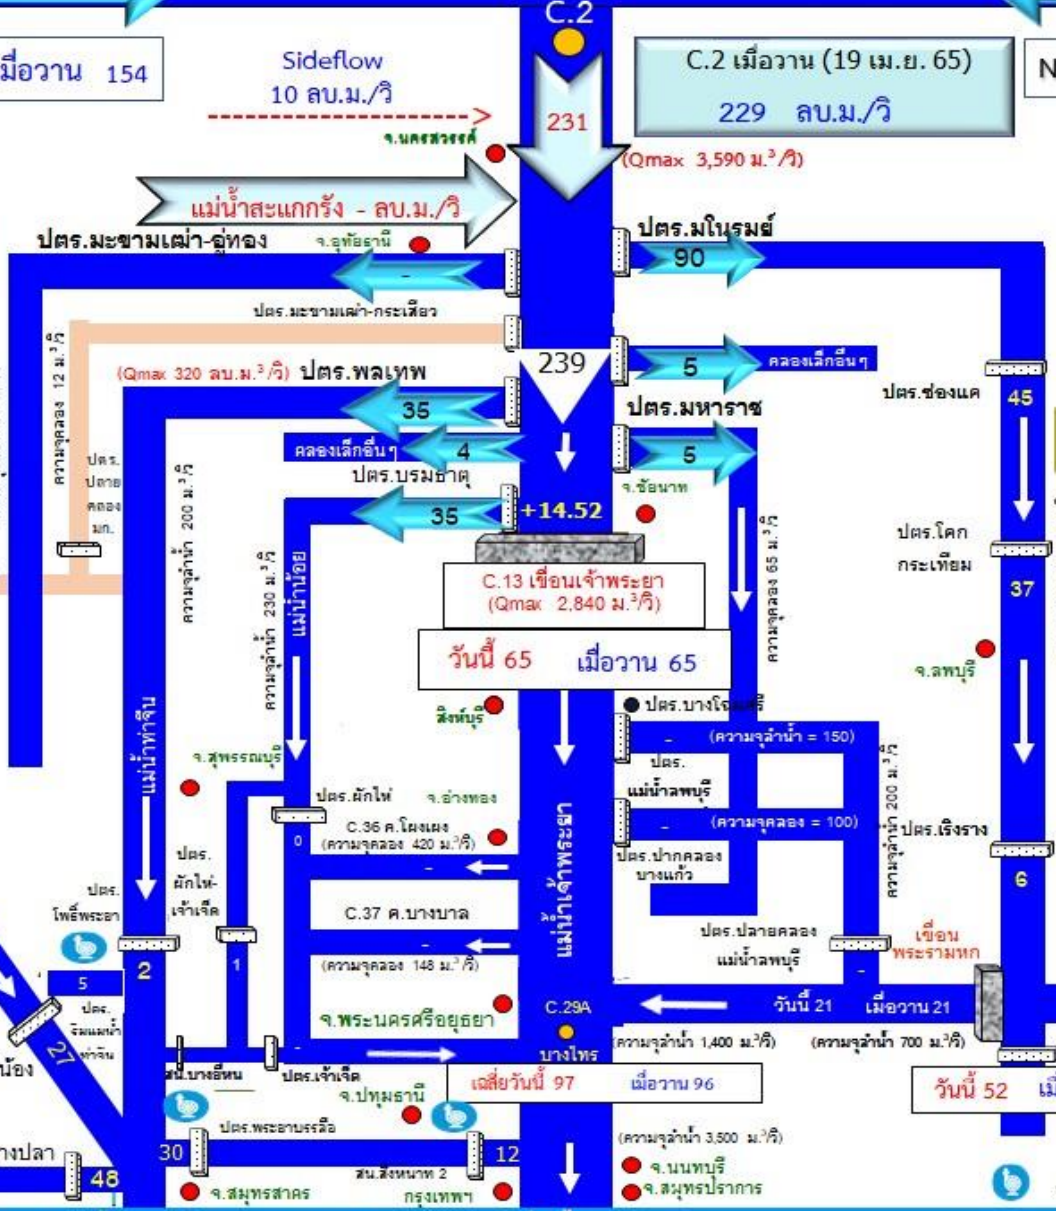 C.2
มื่อวาน 154
Sideflow
10 ลบ.ม./วิ
231
C.2 เมื่อวาน (19 เม.ย. 65)
229 ลบ.ม./วิ
N
จ.นครสวรรค์
(Qmax 3,590 ม.³/วิ)
แม่น้ำสะแกกรัง - ลบ.ม./วิ
ปตร.มะขามเฒ่า-อู่ทอง
จ.อุทัยธานี
-
ปตร.มโนรมย์
90
ปตร.มะขามเฒ่า-กระเสียว
ความจุคลอง 12 ม.³/วิ
(Qmax 320 ลบ.ม.³/วิ) ปตร.พลเทพ
239
5
คลองเล็กอื่นๆ
ปตร.ช่องแค
45
35
ปตร.มหาราช
คลองเล็กอื่นๆ
4
5
ปตร.
ปลาย
คลอง
มก.
ความจุลำน้ำ 200 ม.³/วิ
ปตร.บรมธาตุ
35
+14.52
จ.ชัยนาท
ความจุคลอง 65 ม.³/วิ
ปตร.โคก
กระเทียม
37
ความจุลำน้ำ 230 ม.³/วิ
แม่น้ำน้อย
C.13 เขื่อนเจ้าพระยา
(Qmax 2,840 ม.³/วิ)
วันนี้ 65 เมื่อวาน 65
จ.ลพบุรี
สิงห์บุรี
ปตร.บางโฉมศรี
แม่น้ำท่าจีน
-
(ความจุลำน้ำ = 150)
จ.สุพรรณบุรี
ปตร.
แม่น้ำลพบุรี
ความจุลำน้ำ 200 ม.³/วิ
ปตร.ผักไห่
จ.อ่างทอง
0
C.36 ค.โผงเผง
(ความจุคลอง 420 ม.³/วิ)
-
แม่น้ำเจ้าพระยา
-
(ความจุคลอง = 100)
ปตร.เริงราง
6
ปตร.ปากคลอง
บางแก้ว
ปตร.
ผักไห่-
เจ้าเจ็ด
ปตร.
โพธิ์พระยา
C.37 ค.บางบาล
-
(ความจุคลอง 148 ม.³/วิ)
ปตร.ปลายคลอง
แม่น้ำลพบุรี
-
เขื่อน
พระรามหก
2
1
5
ปตร.
ริมแม่น้ำ
ท่าจีน
27
น้อง
จ.พระนครศรีอยุธยา
C.29A
บางไทร
วันนี้ 21 เมื่อวาน 21
(ความจุลำน้ำ 1,400 ม.³/วิ)
(ความจุลำน้ำ 700 ม.³/วิ)
-
สน.บางยี่หน
ปตร.เจ้าเจ็ด
เฉลี่ยวันนี้ 97 เมื่อวาน 96
วันนี้ 52
จ.ปทุมธานี
ปตร.พระยาบรรลือ
(ความจุลำน้ำ 3,500 ม.³/วิ)
างปลา
30
12
สน.สิงหนาท 2
จ.นนทบุรี
48
จ.สมุทรสาคร
กรุงเทพฯ
จ.สมุทรปราการ